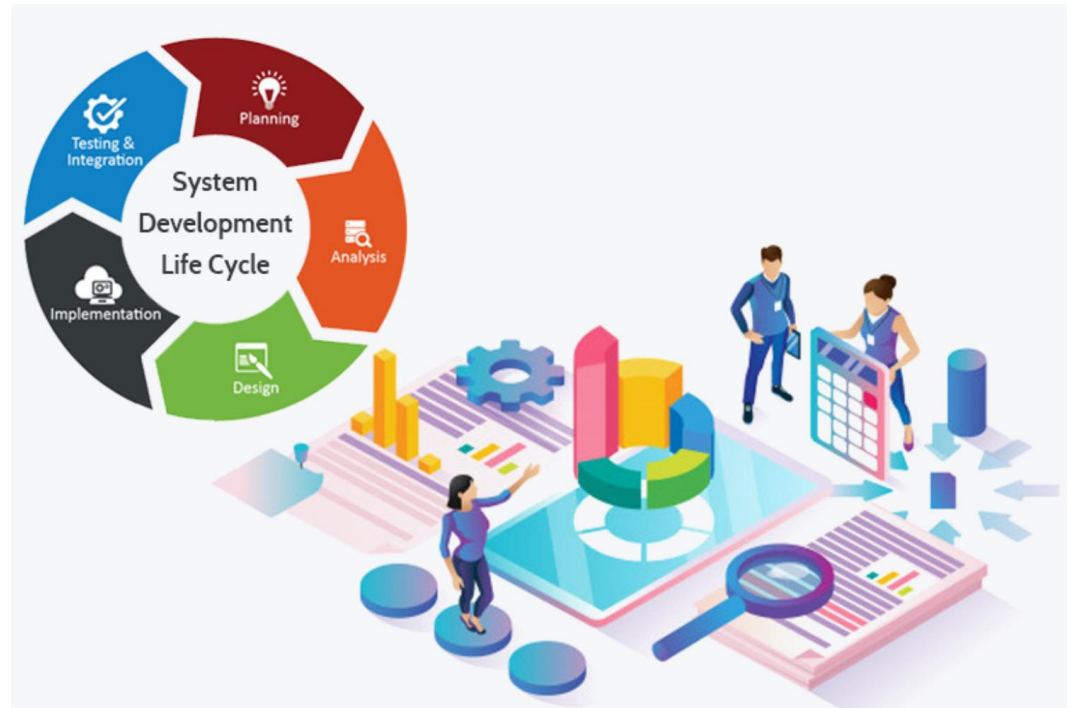 System
Development
Life Cycle
Planning
Analysis
Design
Implementation
Testing &
Integration